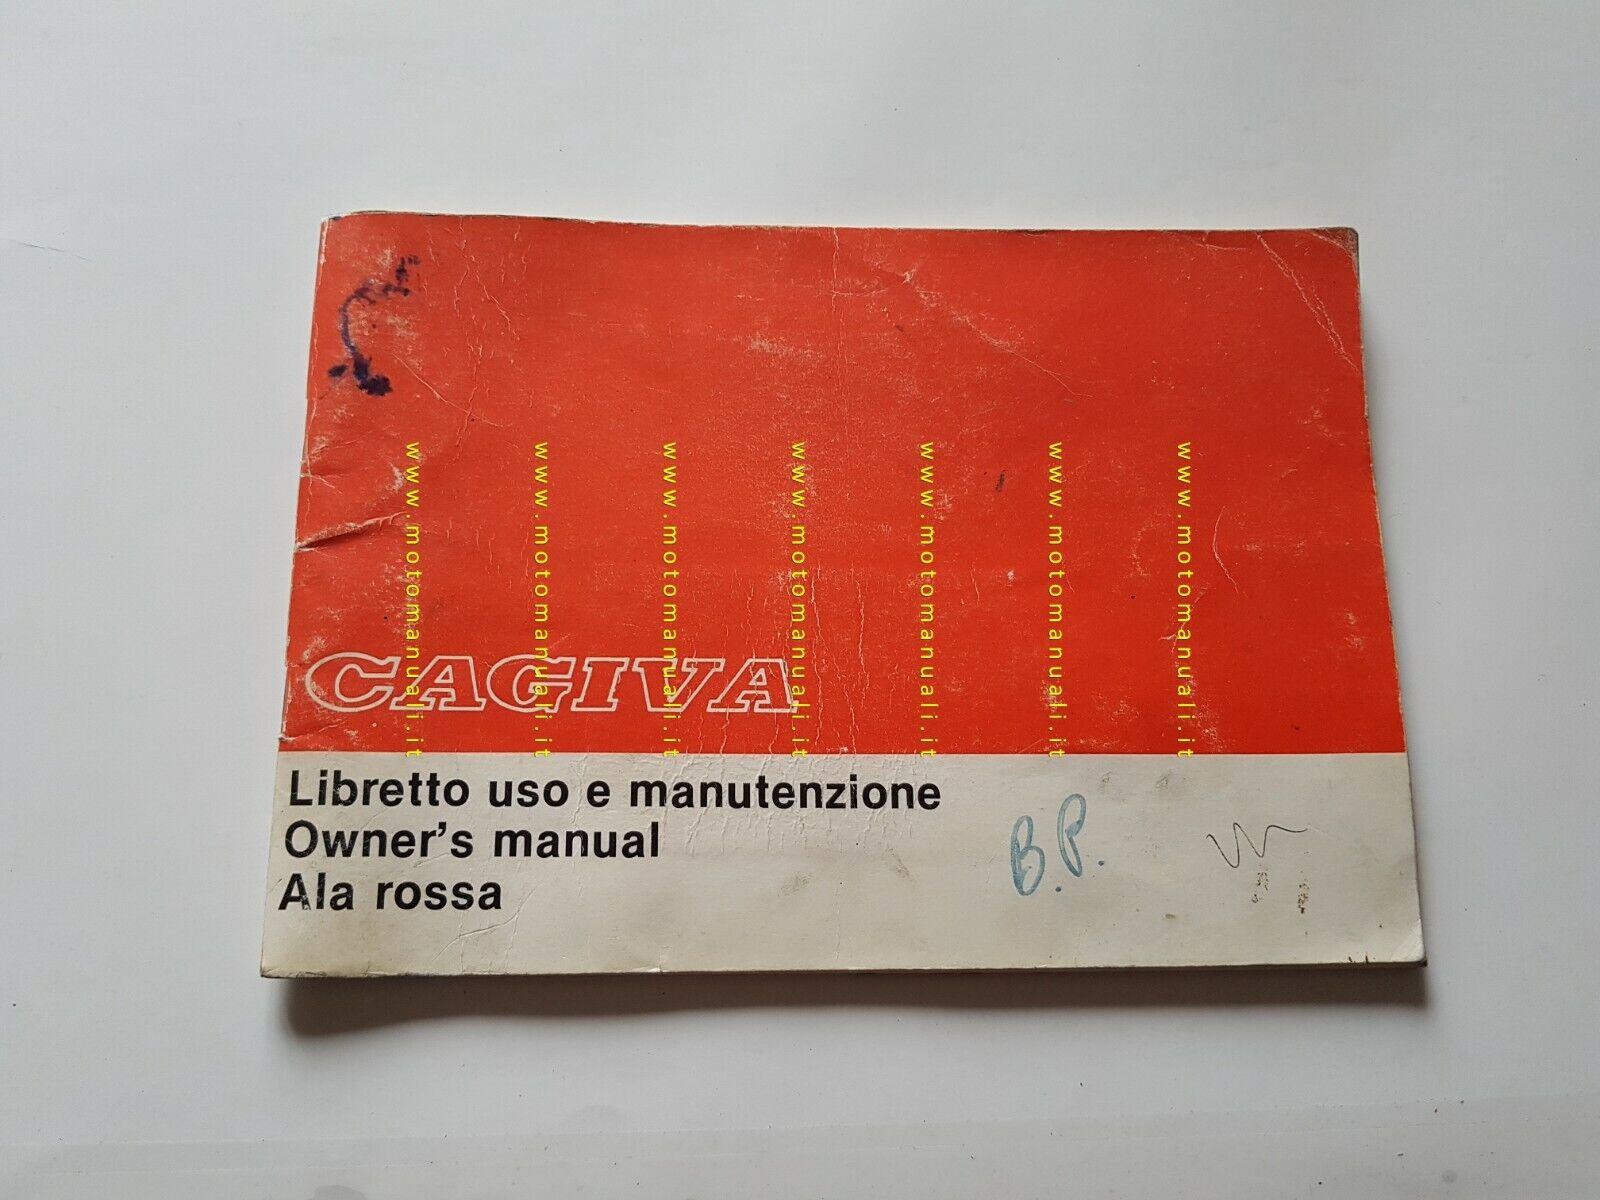 www.motomanuali.it www.motomanuali.it www.motomanuali.it www.motomanuali.it www.motomanuali.it www.motomanuali.it www.motomanuali.it
CAGIVA
Libretto uso e manutenzione
Owner's manual
Ala rossa
B.P.